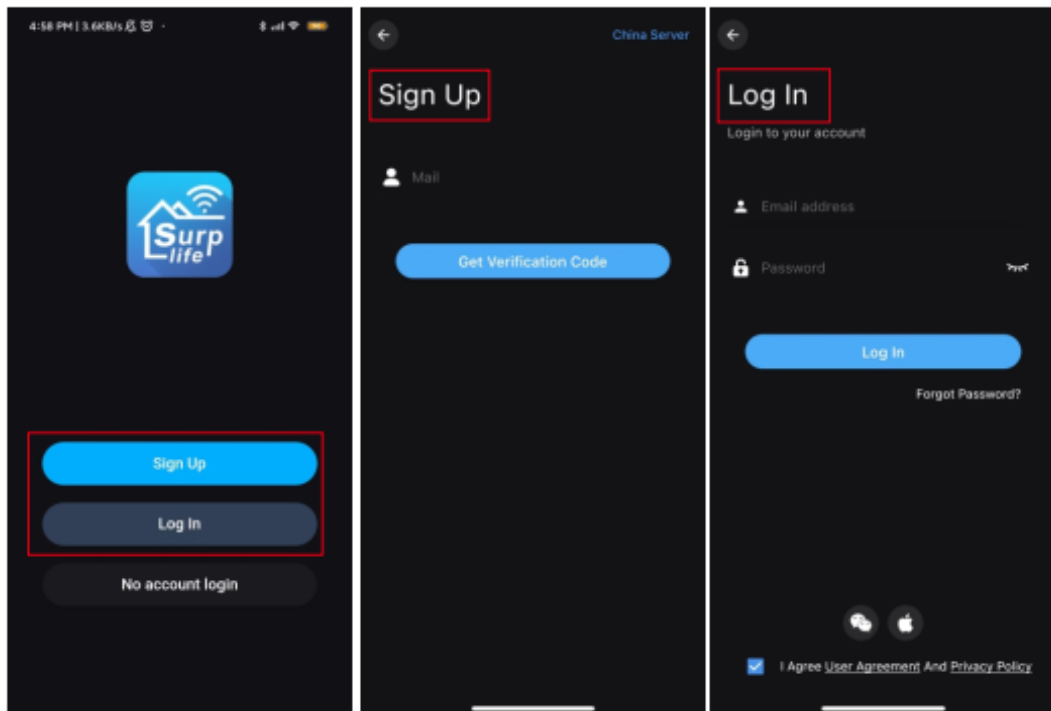 4:58 PM | 3.6KB/s
Surp
life
Sign Up
Log In
No account login
China Server
Sign Up
Mail
Get Verification Code
Log In
Login to your account
Email address
Password
Log In
Forgot Password?
I Agree User Agreement And Privacy Policy